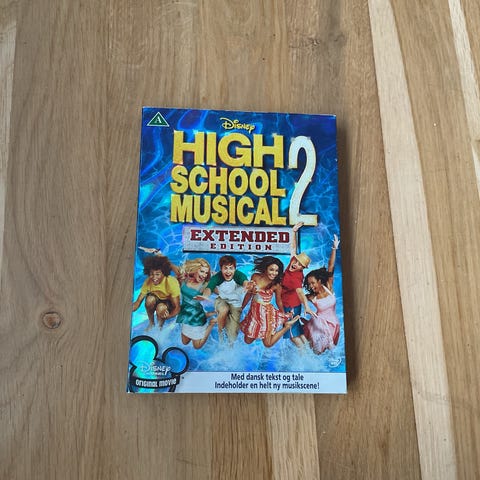 A
Disney
HIGH
SCHOOL
MUSICAL 2
EXTENDED
EDITION
Disney
CHANNEL
ORIGINAL MOVIE
Med dansk tekst og tale
Indeholder en helt ny musikscene!
DVD